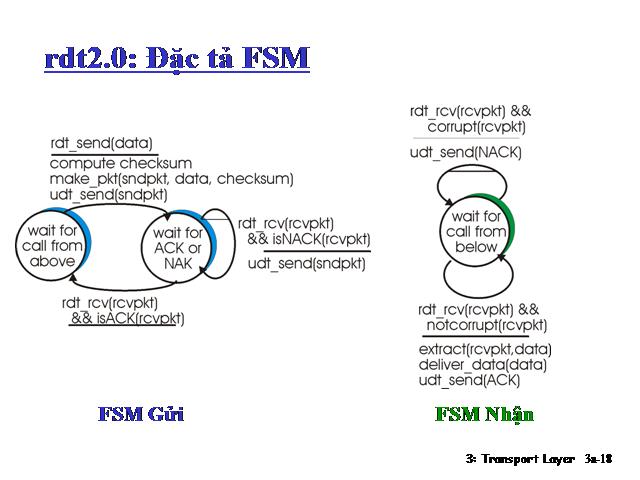 rdt2.0: Đặc tả FSM
rdt_send(data)
compute checksum
make_pkt(sndpkt, data, checksum)
udt_send(sndpkt)
wait for
call from
above
wait for
ACK or
NAK
rdt_rcv(rcvpkt)
&& isNACK(rcvpkt)
udt_send(sndpkt)
rdt_rcv(rcvpkt)
&& isACK(rcvpkt)
FSM Gửi
rdt_rcv(rcvpkt) &&
corrupt(rcvpkt)
udt_send(NACK)
wait for
call from
below
rdt_rcv(rcvpkt) &&
notcorrupt(rcvpkt)
extract(rcvpkt,data)
deliver_data(data)
udt_send(ACK)
FSM Nhận
3: Transport Layer 3a-18